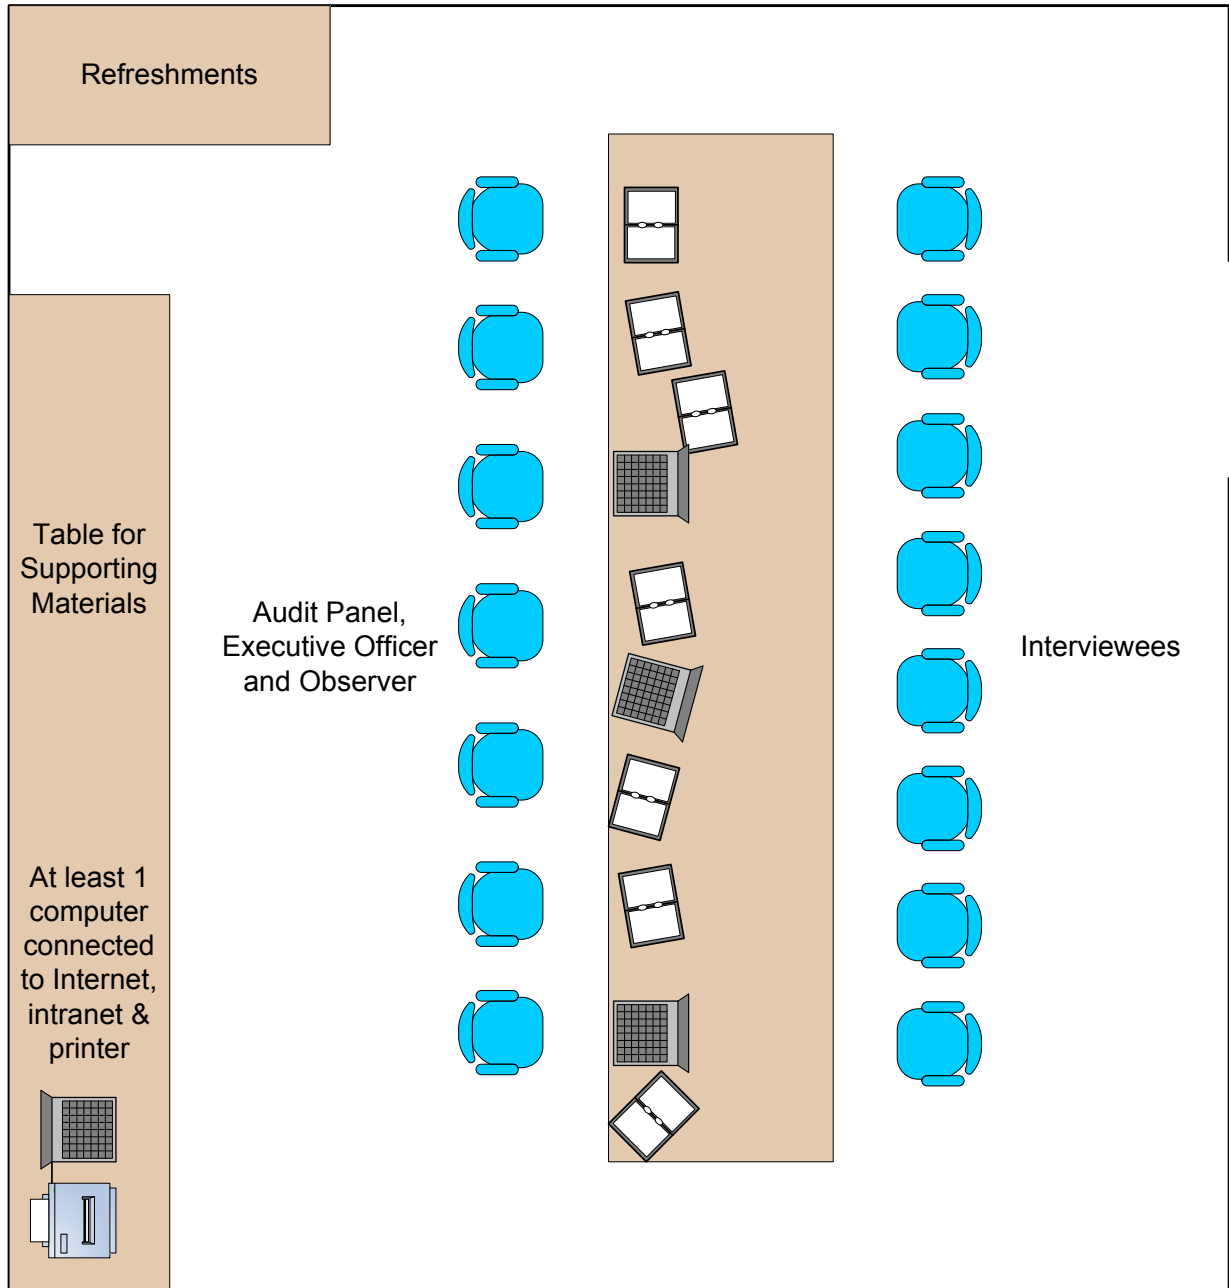 Refreshments
Table for
Supporting
Materials
Audit Panel,
Executive Officer
and Observer
Interviewees
At least 1
computer
connected
to Internet,
intranet &
printer